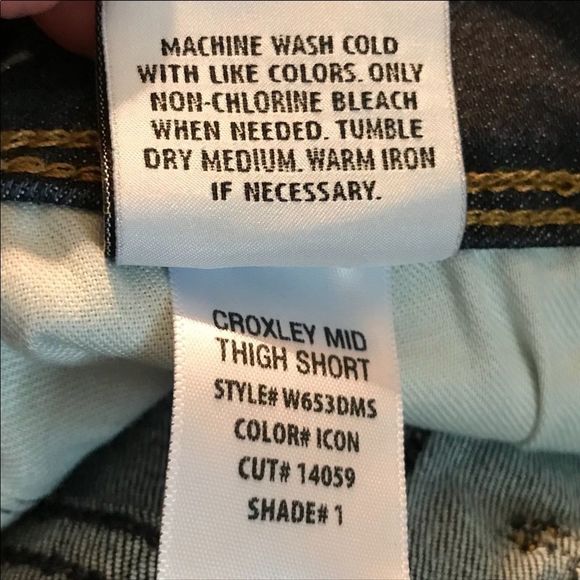 MACHINE WASH COLD
WITH LIKE COLORS. ONLY
NON-CHLORINE BLEACH
WHEN NEEDED. TUMBLE
DRY MEDIUM. WARM IRON
IF NECESSARY.
CROXLEY MID
THIGH SHORT
STYLE# W653DMS
COLOR# ICON
CUT# 14059
SHADE# 1